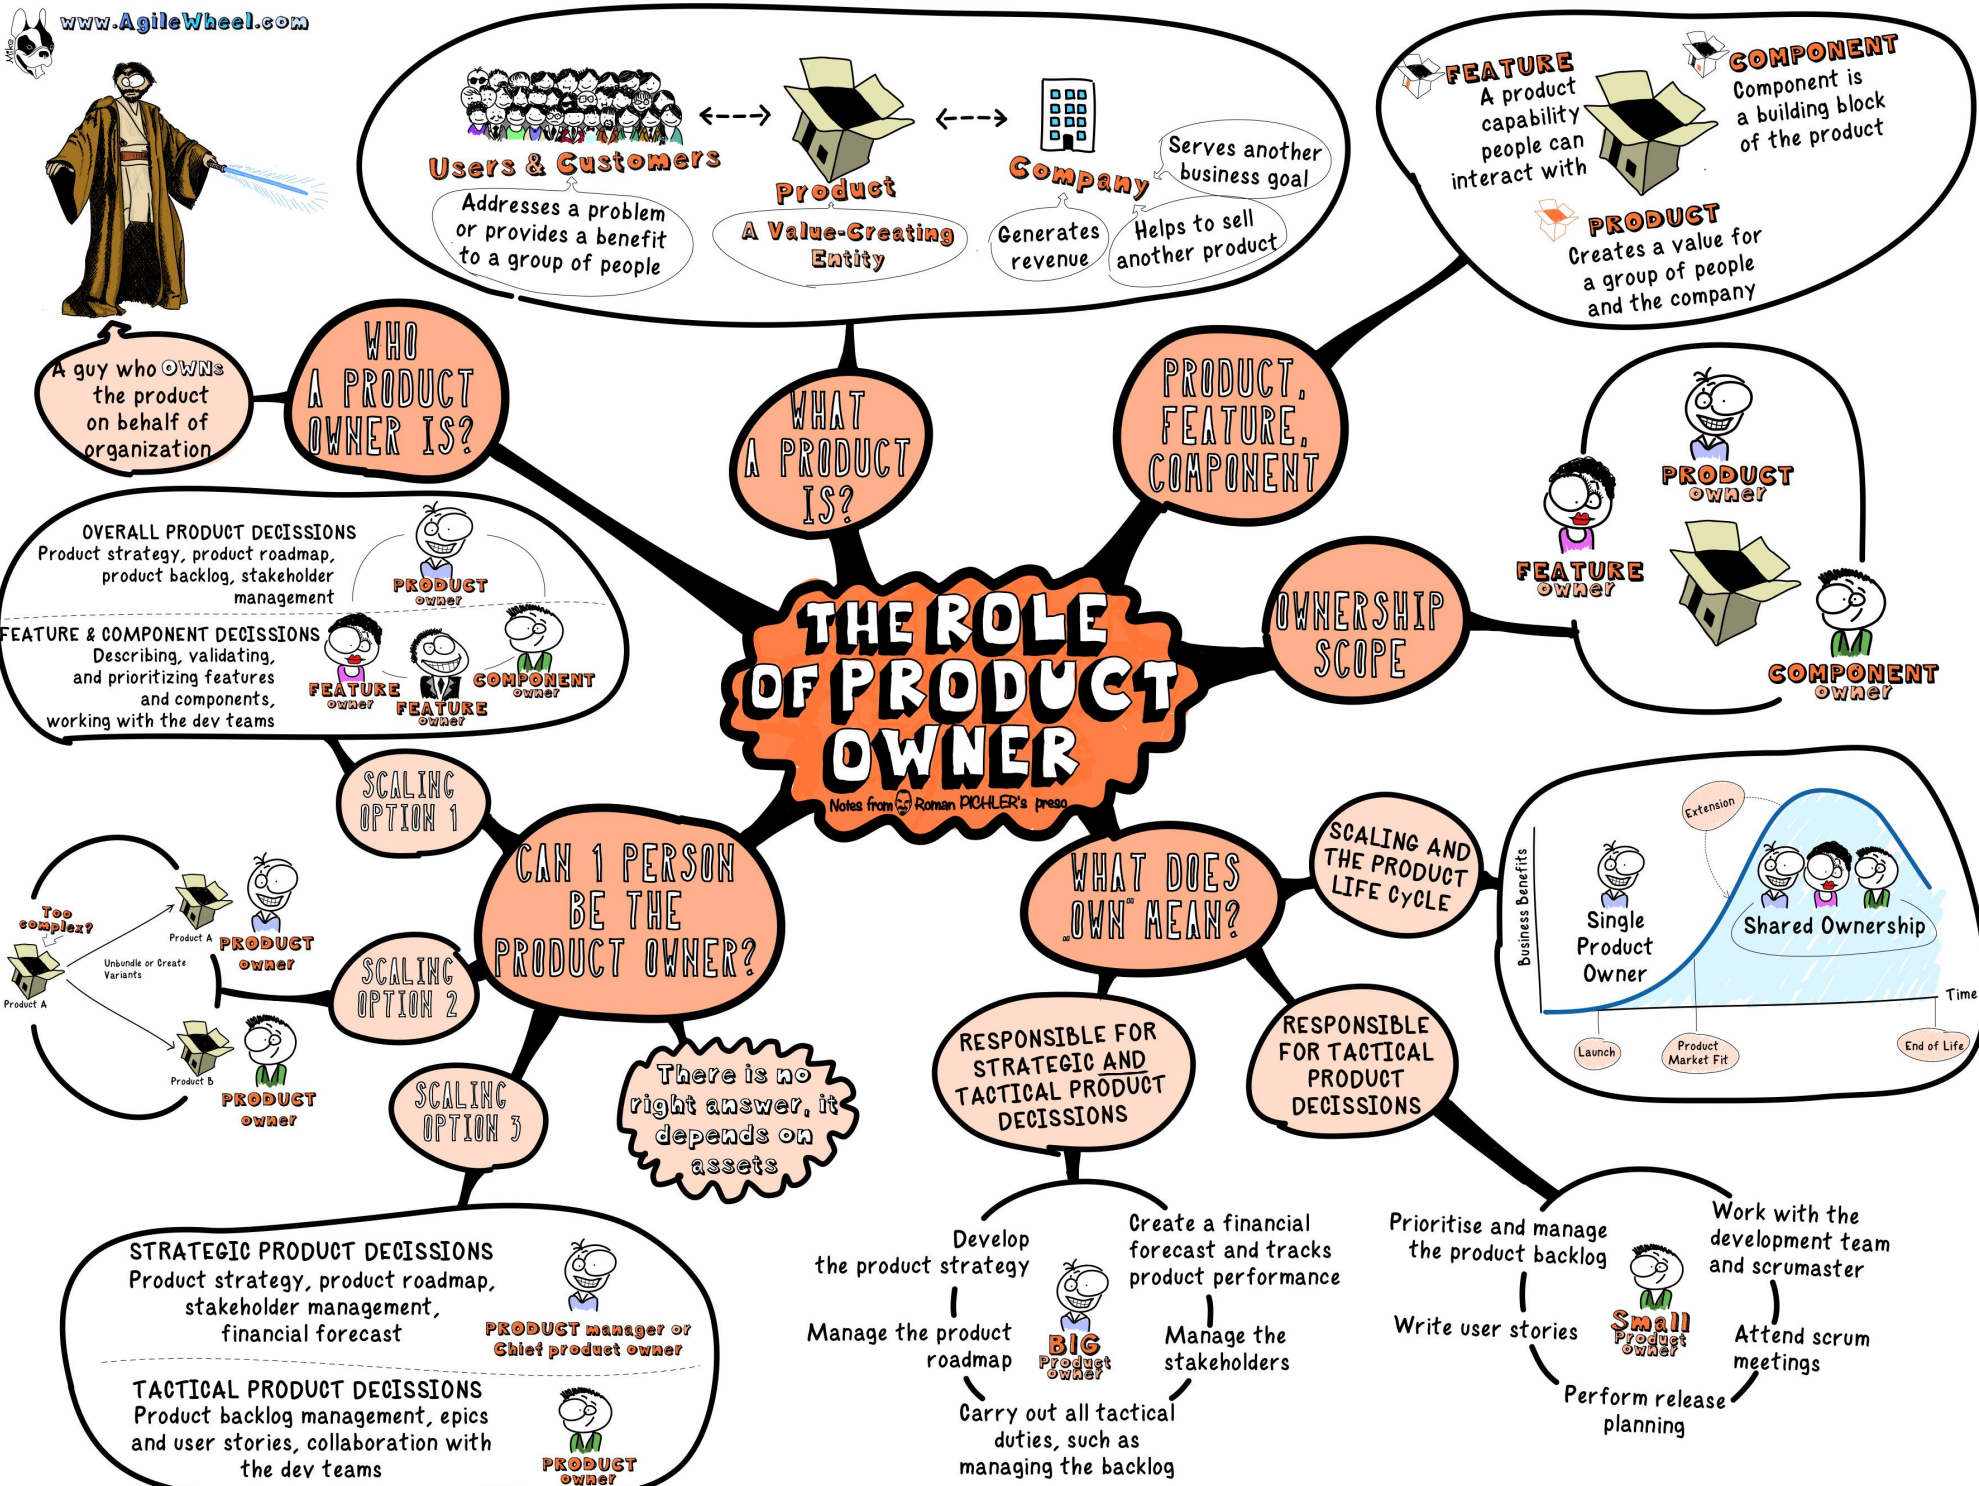 www.AgileWheel.com
Mike
Users & Customers
Addresses a problem
or provides a benefit
to a group of people
Product
A Value-Creating
Entity
Company
Serves another
business goal
Generates
revenue
Helps to sell
another product
FEATURE
A product
capability
people can
interact with
COMPONENT
Component is
a building block
of the product
PRODUCT
Creates a value for
a group of people
and the company
WHO
A PRODUCT
OWNER IS?
A guy who OWNs
the product
on behalf of
organization
WHAT
A PRODUCT
IS?
PRODUCT,
FEATURE,
COMPONENT
OWNERSHIP
SCOPE
PRODUCT
owner
FEATURE
owner
COMPONENT
owner
OVERALL PRODUCT DECISSIONS
Product strategy, product roadmap,
product backlog, stakeholder
management
PRODUCT
owner
FEATURE & COMPONENT DECISSIONS
Describing, validating,
and prioritizing features
and components,
working with the dev teams
FEATURE
owner
FEATURE
owner
COMPONENT
owner
THE ROLE
OF PRODUCT
OWNER
Notes from Roman PICHLER's preso
SCALING
OPTION 1
CAN 1 PERSON
BE THE
PRODUCT OWNER?
SCALING
OPTION 2
Too
complex?
Product A
Unbundle or Create
Variants
Product A
PRODUCT
owner
Product B
PRODUCT
owner
SCALING
OPTION 3
There is no
right answer, it
depends on
assets
STRATEGIC PRODUCT DECISSIONS
Product strategy, product roadmap,
stakeholder management,
financial forecast
PRODUCT manager or
Chief product owner
TACTICAL PRODUCT DECISSIONS
Product backlog management, epics
and user stories, collaboration with
the dev teams
PRODUCT
owner
WHAT DOES
„OWN" MEAN?
SCALING AND
THE PRODUCT
LIFE CYCLE
Business Benefits
Extension
Single
Product
Owner
Shared Ownership
Time
Launch
Product
Market Fit
End of Life
RESPONSIBLE FOR
STRATEGIC AND
TACTICAL PRODUCT
DECISSIONS
RESPONSIBLE
FOR TACTICAL
PRODUCT
DECISSIONS
Develop
the product strategy
Create a financial
forecast and tracks
product performance
Manage the product
roadmap
BIG
Product
owner
Manage the
stakeholders
Carry out all tactical
duties, such as
managing the backlog
Prioritise and manage
the product backlog
Work with the
development team
and scrumaster
Write user stories
Small
Product
owner
Attend scrum
meetings
Perform release
planning